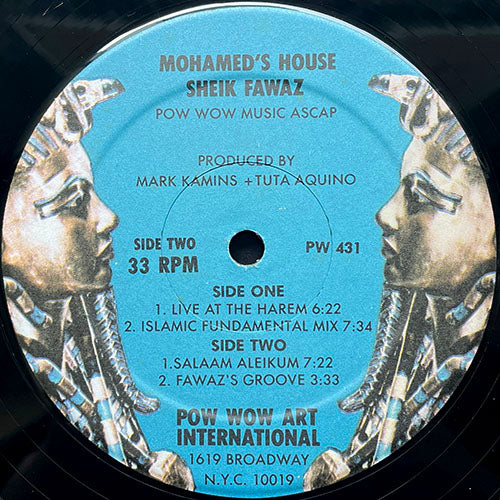 MOHAMED'S HOUSE
SHEIK FAWAZ
POW WOW MUSIC ASCAP
PRODUCED BY
MARK KAMINS + TUTA AQUINO
SIDE TWO
33 RPM
PW 431
SIDE ONE
1. LIVE AT THE HAREM 6:22
2. ISLAMIC FUNDAMENTAL MIX 7:34
SIDE TWO
1.SALAAM ALEIKUM 7:22
2. FAWAZ'S GROOVE 3:33
POW WOW ART
INTERNATIONAL
1619 BROADWAY
N.Y.C. 10019